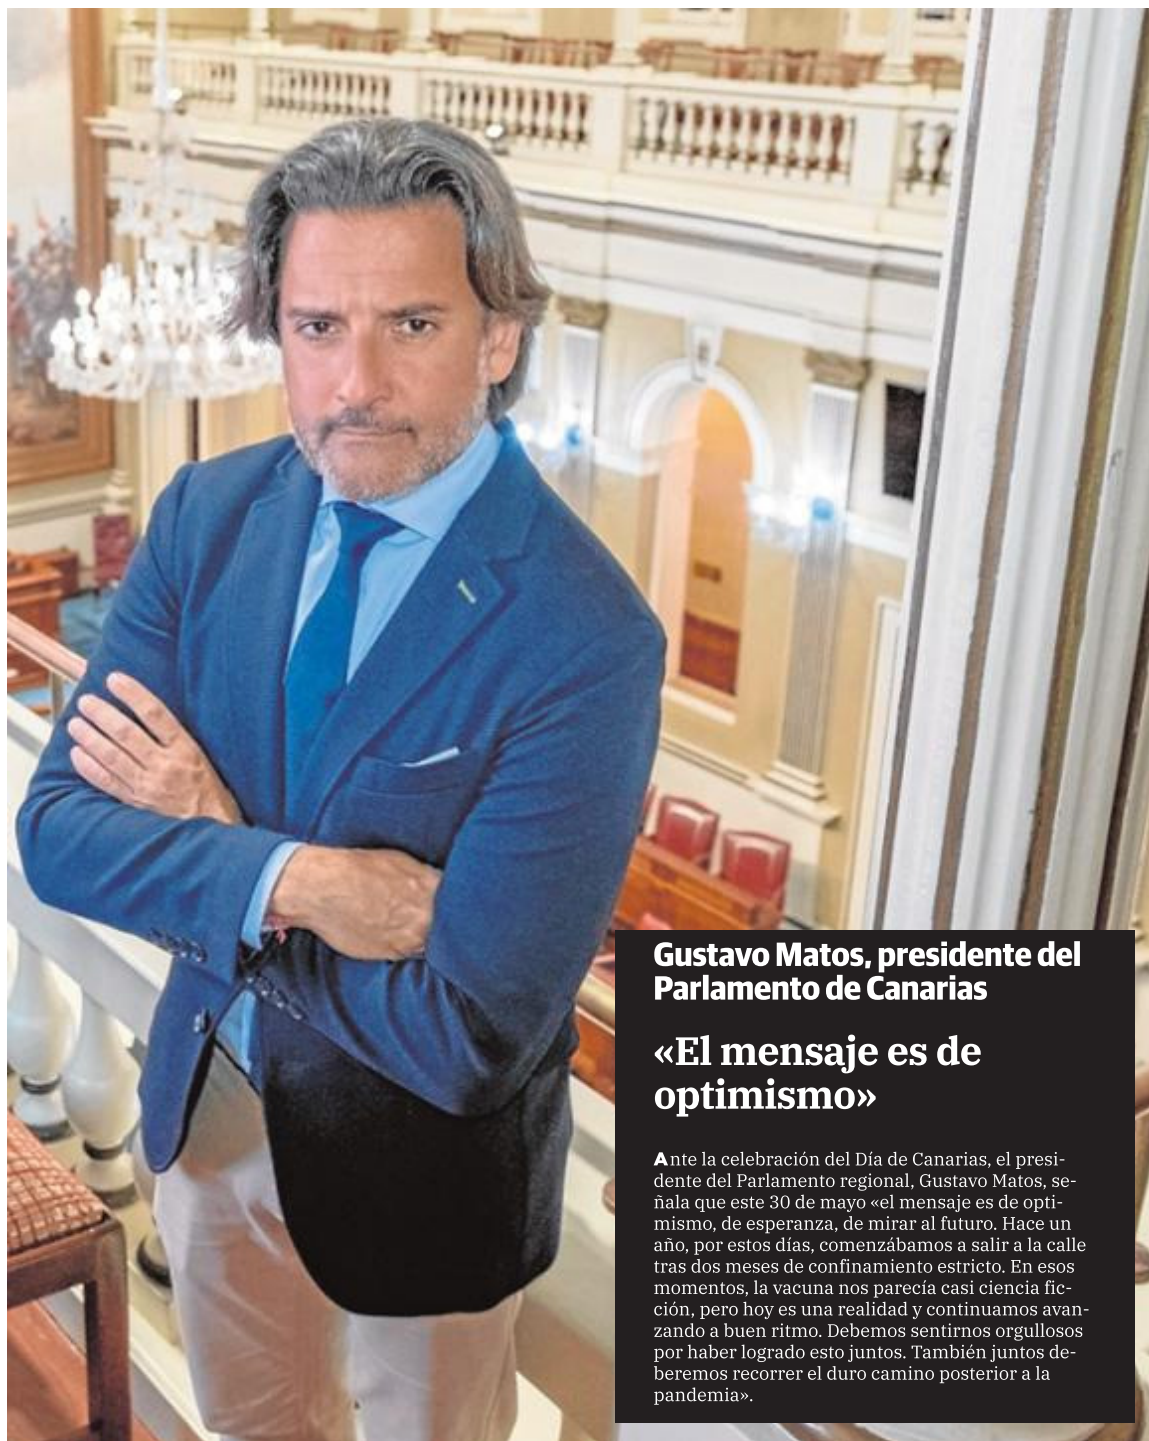 Gustavo Matos, presidente del
Parlamento de Canarias
«El mensaje es de
optimismo»
Ante la celebración del Día de Canarias, el presi-
dente del Parlamento regional, Gustavo Matos, se-
ñala que este 30 de mayo «el mensaje es de opti-
mismo, de esperanza, de mirar al futuro. Hace un
año, por estos días, comenzábamos a salir a la calle
tras dos meses de confinamiento estricto. En esos
momentos, la vacuna nos parecía casi ciencia fic-
ción, pero hoy es una realidad y continuamos avan-
zando a buen ritmo. Debemos sentirnos orgullosos
por haber logrado esto juntos. También juntos de-
beremos recorrer el duro camino posterior a la
pandemia».